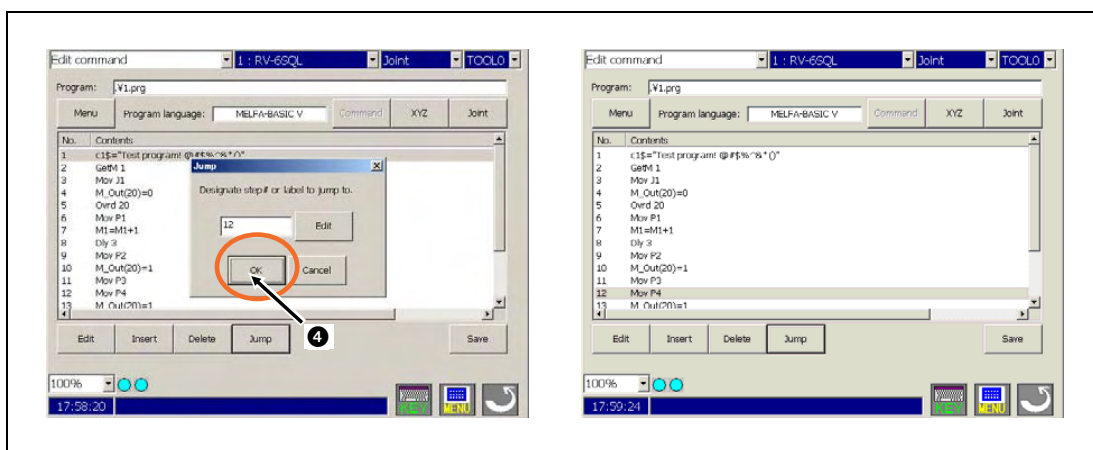 Edit command 1 : RV-6SQL Joint TOOL0
Program: .¥1.prg
Menu Program language: MELFA-BASIC V Command XYZ Joint
No. Contents
1 c1$="Test program! @#$%^&*()"
2 GetM 1
3 Mov J1
4 M_Out(20)=0
5 Ovrd 20
6 Mov P1
7 M1=M1+1
8 Dly 3
9 Mov P2
10 M_Out(20)=1
11 Mov P3
12 Mov P4
13 M_Out(20)=1
Jump
Designate step# or label to jump to.
12 Edit
OK Cancel
❹
Edit Insert Delete Jump Save
100%
17:58:20 KEY MENU
Edit command 1 : RV-6SQL Joint TOOL0
Program: .¥1.prg
Menu Program language: MELFA-BASIC V Command XYZ Joint
No. Contents
1 c1$="Test program! @#$%^&*()"
2 GetM 1
3 Mov J1
4 M_Out(20)=0
5 Ovrd 20
6 Mov P1
7 M1=M1+1
8 Dly 3
9 Mov P2
10 M_Out(20)=1
11 Mov P3
12 Mov P4
13 M_Out(20)=1
Edit Insert Delete Jump Save
100%
17:59:24 KEY MENU